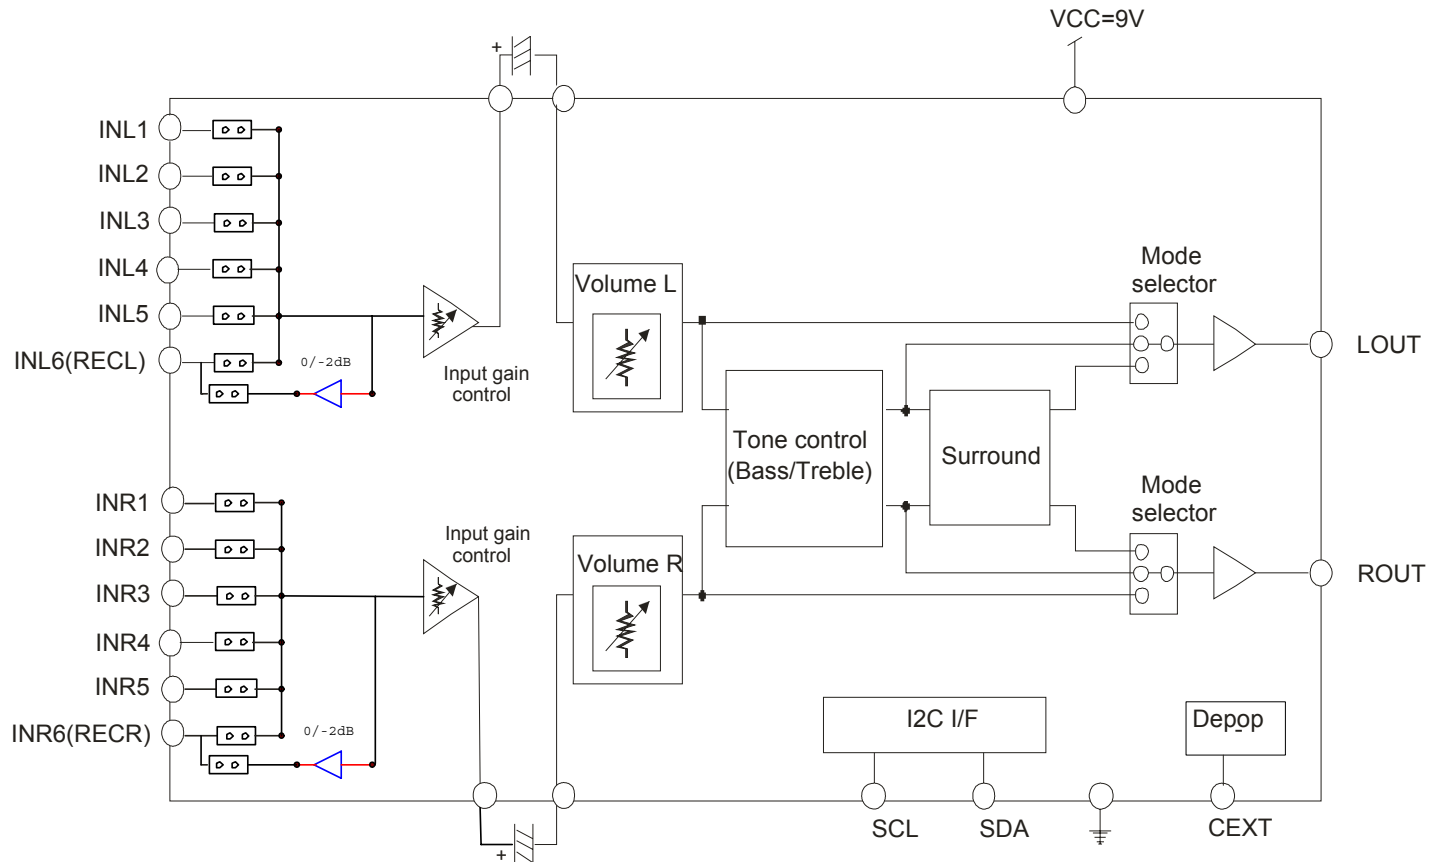 VCC=9V
+
INL1
INL2
INL3
INL4
INL5
INL6(RECL)
0/-2dB
Input gain
control
Volume L
Mode
selector
LOUT
Tone control
(Bass/Treble)
Surround
INR1
INR2
INR3
INR4
INR5
INR6(RECR)
0/-2dB
Input gain
control
Volume R
Mode
selector
ROUT
I2C I/F
Depop
SCL
SDA
CEXT
+